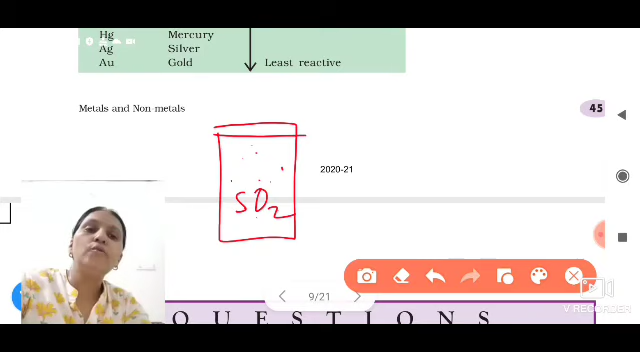 Hg Mercury
Ag Silver
Au Gold Least reactive
Metals and Non-metals 45
2020-21
SO2
9/21
V RECORDER
QUESTIONS